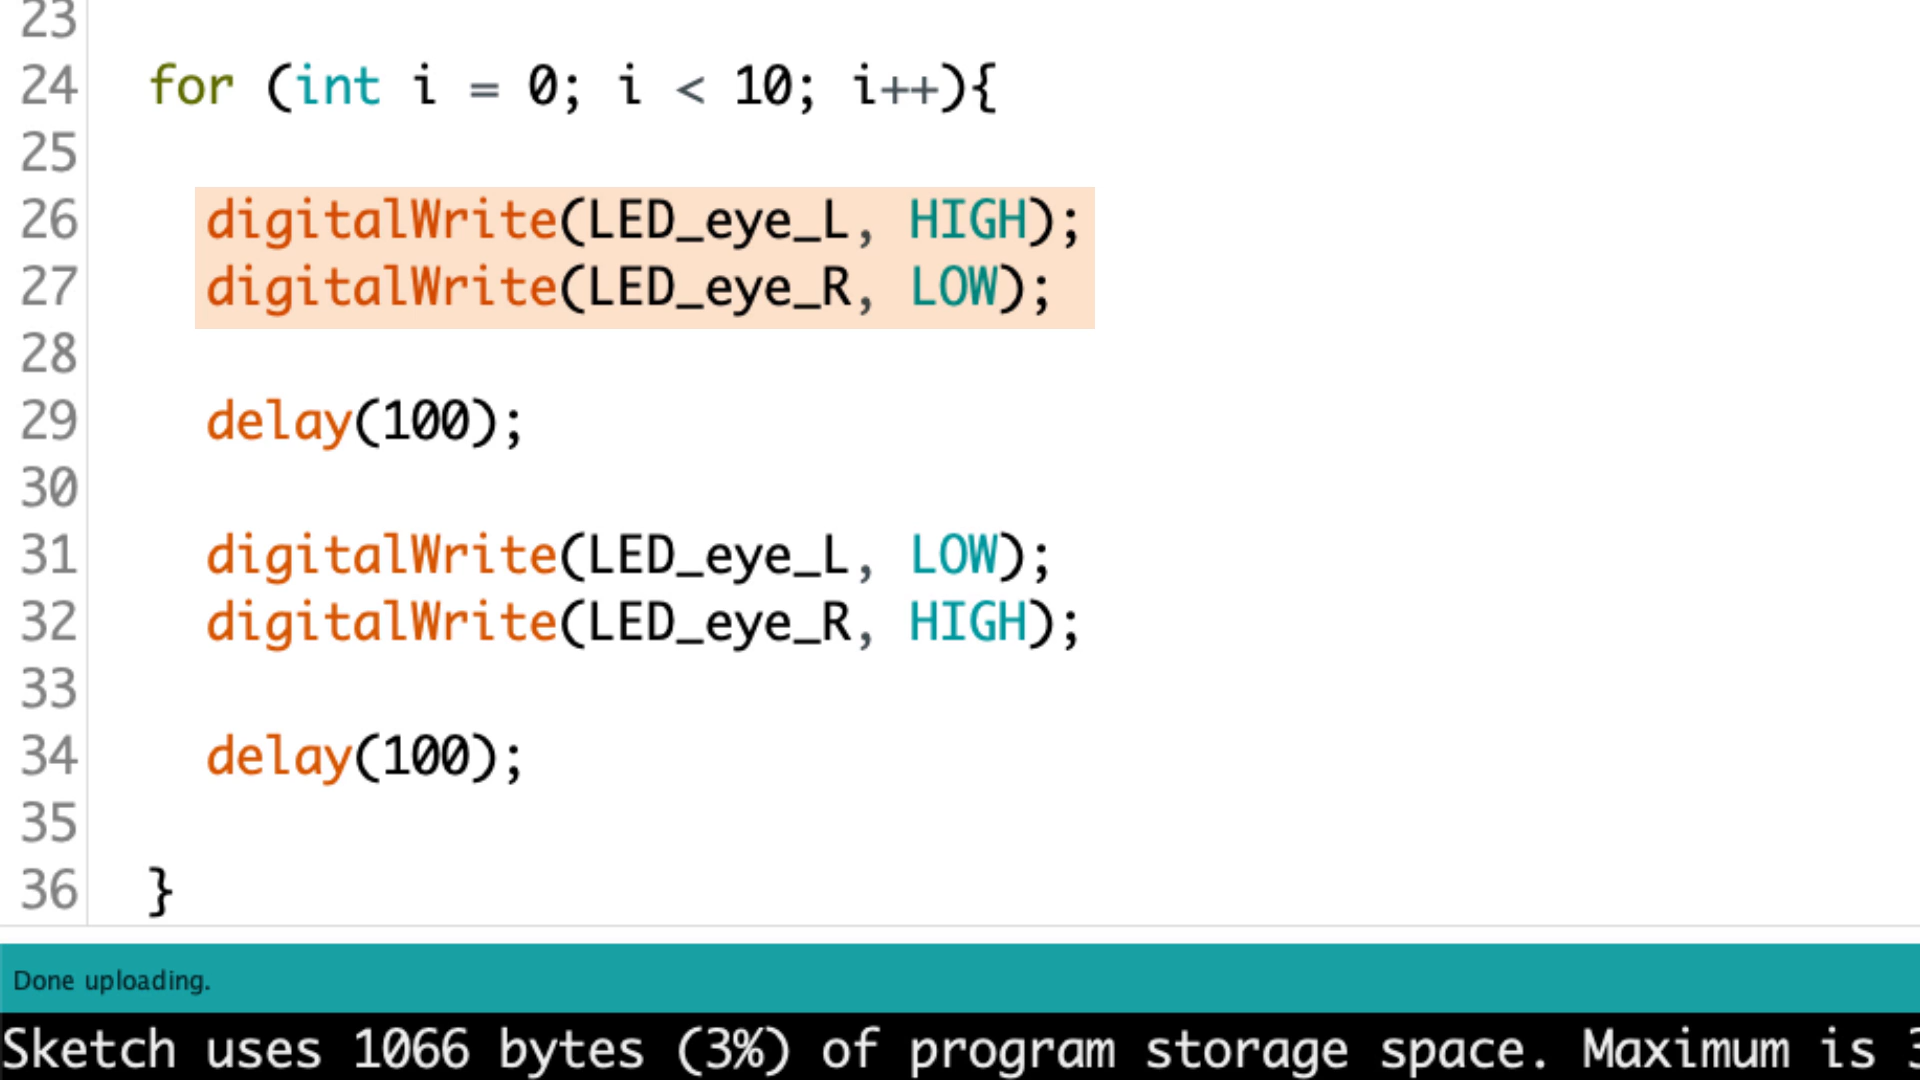 23
24 for (int i = 0; i < 10; i++){
25
26 digitalWrite(LED_eye_L, HIGH);
27 digitalWrite(LED_eye_R, LOW);
28
29 delay(100);
30
31 digitalWrite(LED_eye_L, LOW);
32 digitalWrite(LED_eye_R, HIGH);
33
34 delay(100);
35
36 }
Done uploading.
Sketch uses 1066 bytes (3%) of program storage space. Maximum is 3